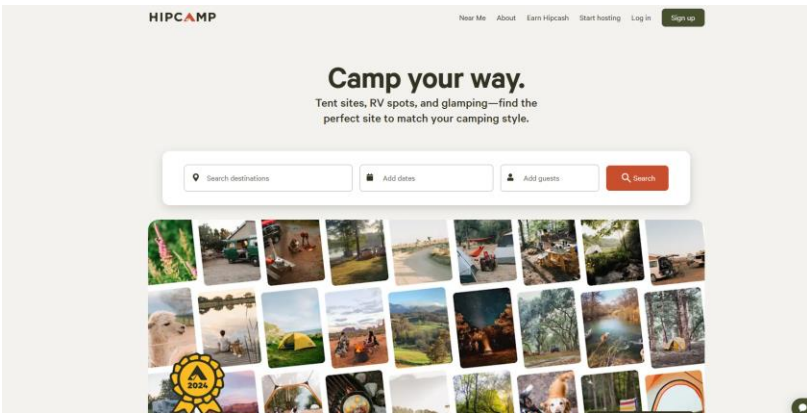 HIPCAMP
Near Me About Earn Hipcash Start hosting Log in Sign up
Camp your way.
Tent sites, RV spots, and glamping—find the
perfect site to match your camping style.
Search destinations Add dates Add guests Search
2024